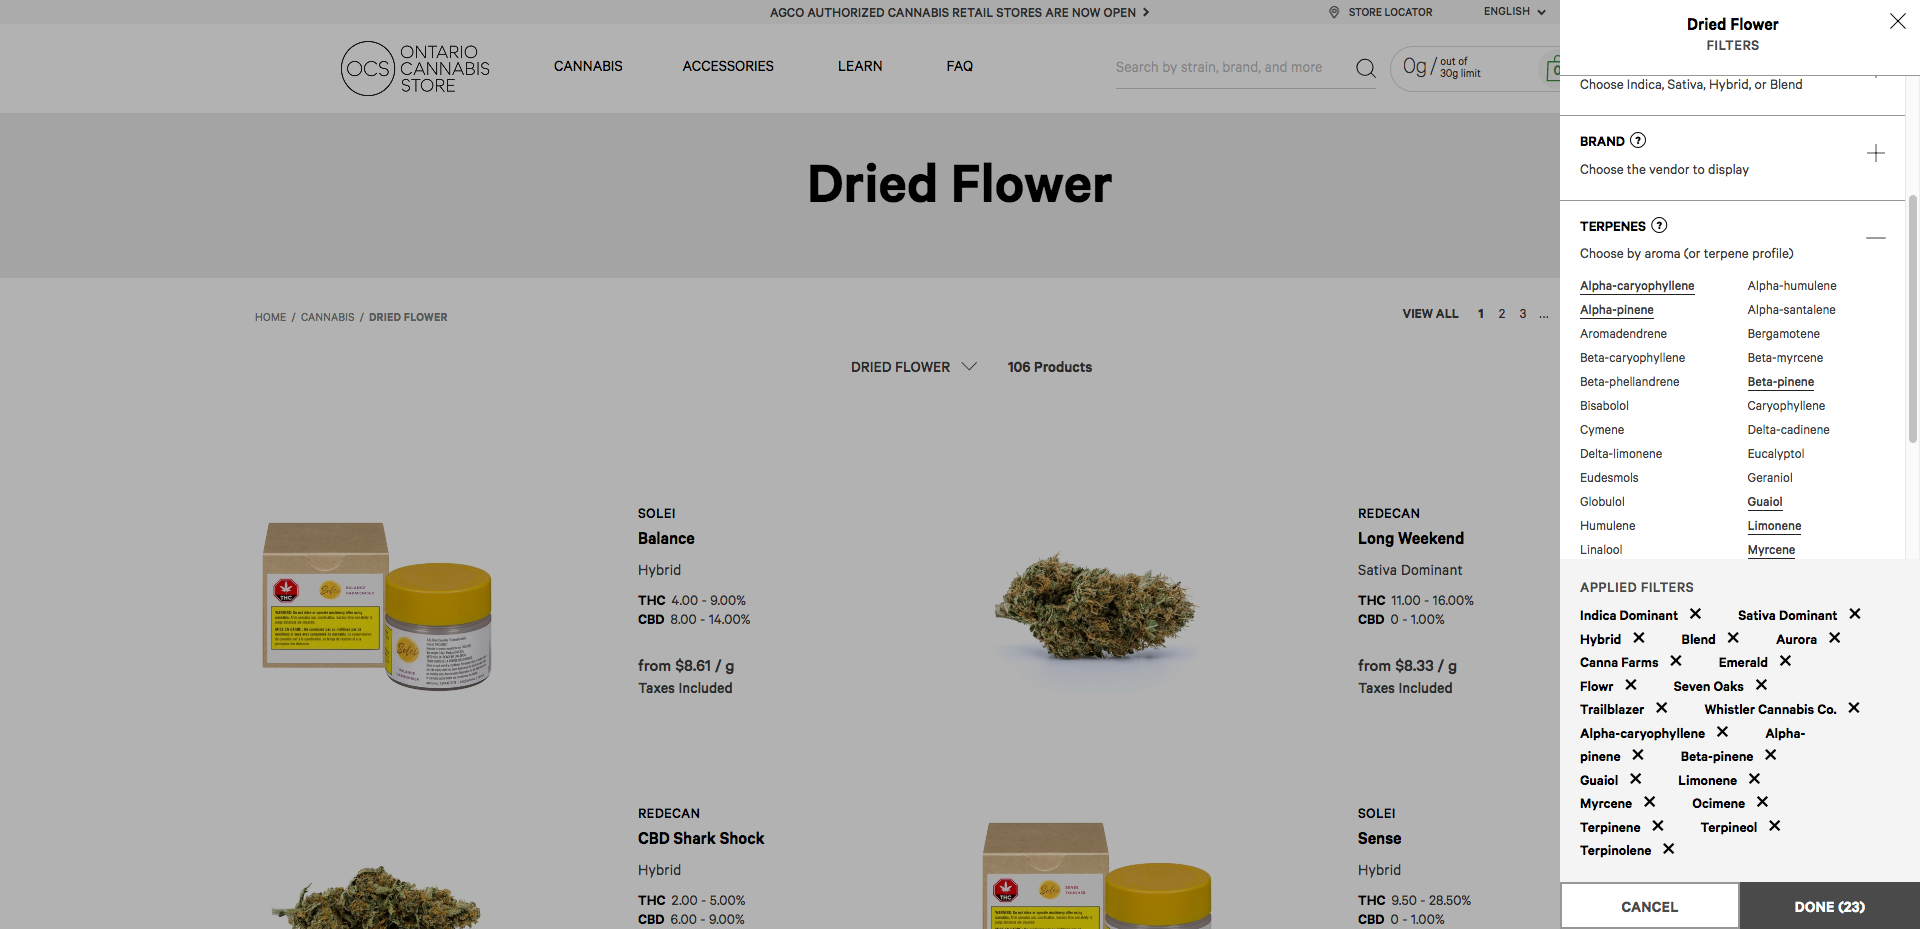 AGCO AUTHORIZED CANNABIS RETAIL STORES ARE NOW OPEN
STORE LOCATOR
ENGLISH
OCS
ONTARIO
CANNABIS
STORE
CANNABIS
ACCESSORIES
LEARN
FAQ
Search by strain, brand, and more
0g / out of
30g limit
0
Dried Flower
HOME / CANNABIS / DRIED FLOWER
VIEW ALL 1 2 3 ...
DRIED FLOWER
106 Products
SOLEI
Balance
Hybrid
THC 4.00 - 9.00%
CBD 8.00 - 14.00%
from $8.61 / g
Taxes Included
REDECAN
Long Weekend
Sativa Dominant
THC 11.00 - 16.00%
CBD 0 - 1.00%
from $8.33 / g
Taxes Included
REDECAN
CBD Shark Shock
Hybrid
THC 2.00 - 5.00%
CBD 6.00 - 9.00%
SOLEI
Sense
Hybrid
THC 9.50 - 28.50%
CBD 0 - 1.00%
THC
Solei
BALANCE
Solei
THC
Solei
Dried Flower
FILTERS
Choose Indica, Sativa, Hybrid, or Blend
BRAND ?
Choose the vendor to display
TERPENES ?
Choose by aroma (or terpene profile)
Alpha-caryophyllene Alpha-humulene
Alpha-pinene Alpha-santalene
Aromadendrene Bergamotene
Beta-caryophyllene Beta-myrcene
Beta-phellandrene Beta-pinene
Bisabolol Caryophyllene
Cymene Delta-cadinene
Delta-limonene Eucalyptol
Eudesmols Geraniol
Globulol Guaiol
Humulene Limonene
Linalool Myrcene
APPLIED FILTERS
Indica Dominant Sativa Dominant
Hybrid Blend Aurora
Canna Farms Emerald
Flowr Seven Oaks
Trailblazer Whistler Cannabis Co.
Alpha-caryophyllene Alpha-
pinene Beta-pinene
Guaiol Limonene
Myrcene Ocimene
Terpinene Terpineol
Terpinolene
CANCEL
DONE (23)